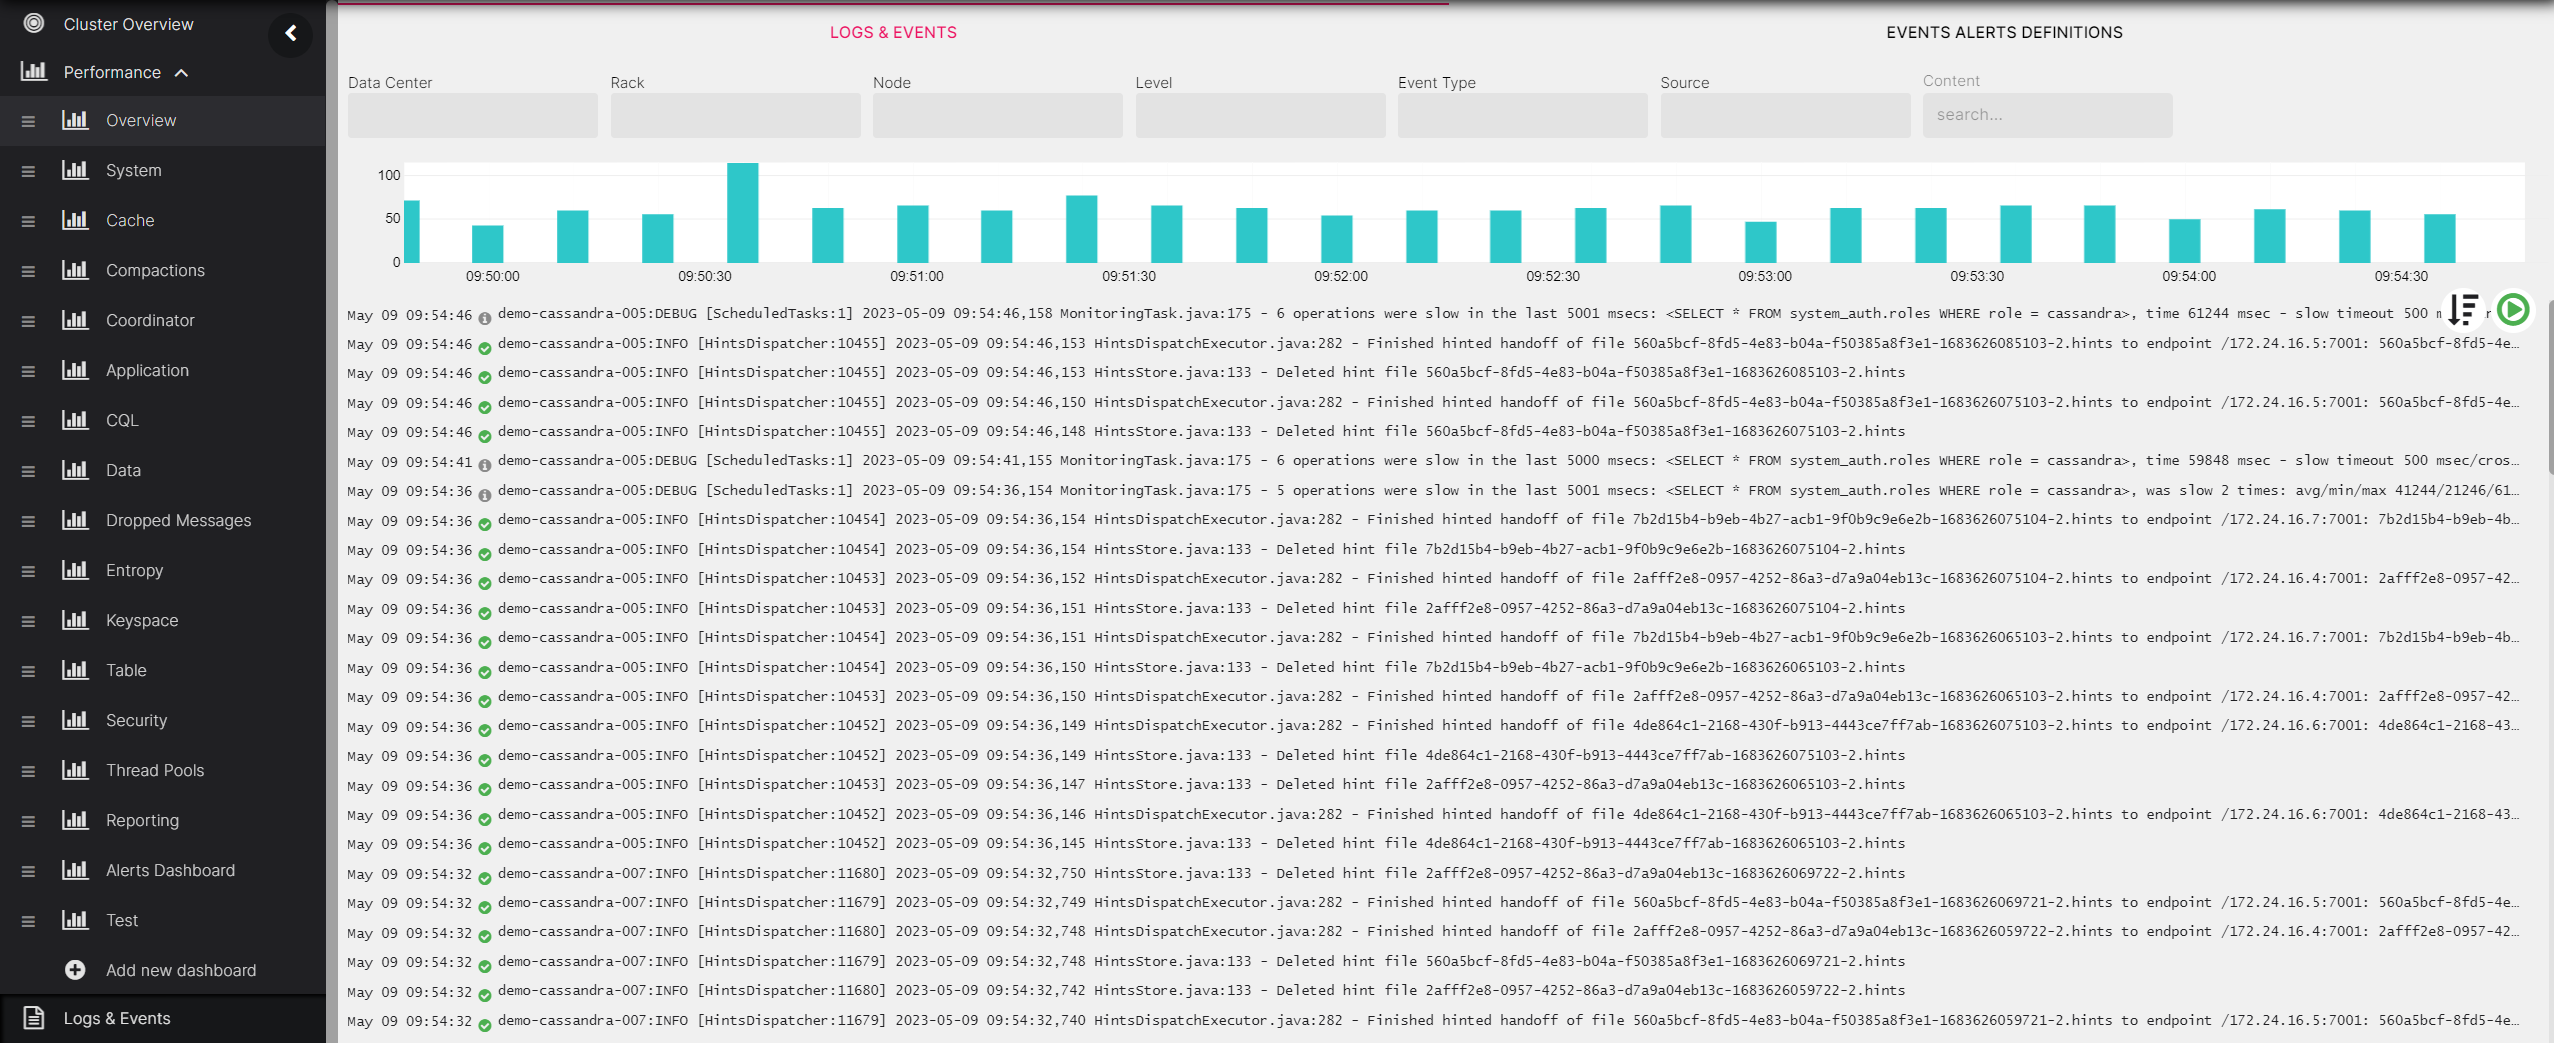 Cluster Overview
Performance
Overview
System
Cache
Compactions
Coordinator
Application
CQL
Data
Dropped Messages
Entropy
Keyspace
Table
Security
Thread Pools
Reporting
Alerts Dashboard
Test
Add new dashboard
Logs & Events
LOGS & EVENTS
EVENTS ALERTS DEFINITIONS
Data Center Rack Node Level Event Type Source Content
search...
100
50
0
09:50:00 09:50:30 09:51:00 09:51:30 09:52:00 09:52:30 09:53:00 09:53:30 09:54:00 09:54:30
May 09 09:54:46 demo-cassandra-005:DEBUG [ScheduledTasks:1] 2023-05-09 09:54:46,158 MonitoringTask.java:175 - 6 operations were slow in the last 5001 msecs: <SELECT * FROM system_auth.roles WHERE role = cassandra>, time 61244 msec - slow timeout 500
May 09 09:54:46 demo-cassandra-005:INFO [HintsDispatcher:10455] 2023-05-09 09:54:46,153 HintsDispatchExecutor.java:282 - Finished hinted handoff of file 560a5bcf-8fd5-4e83-b04a-f50385a8f3e1-1683626085103-2.hints to endpoint /172.24.16.5:7001: 560a5bcf-8fd5-4e...
May 09 09:54:46 demo-cassandra-005:INFO [HintsDispatcher:10455] 2023-05-09 09:54:46,153 HintsStore.java:133 - Deleted hint file 560a5bcf-8fd5-4e83-b04a-f50385a8f3e1-1683626085103-2.hints
May 09 09:54:46 demo-cassandra-005:INFO [HintsDispatcher:10455] 2023-05-09 09:54:46,150 HintsDispatchExecutor.java:282 - Finished hinted handoff of file 560a5bcf-8fd5-4e83-b04a-f50385a8f3e1-1683626075103-2.hints to endpoint /172.24.16.5:7001: 560a5bcf-8fd5-4e...
May 09 09:54:46 demo-cassandra-005:INFO [HintsDispatcher:10455] 2023-05-09 09:54:46,148 HintsStore.java:133 - Deleted hint file 560a5bcf-8fd5-4e83-b04a-f50385a8f3e1-1683626075103-2.hints
May 09 09:54:41 demo-cassandra-005:DEBUG [ScheduledTasks:1] 2023-05-09 09:54:41,155 MonitoringTask.java:175 - 6 operations were slow in the last 5000 msecs: <SELECT * FROM system_auth.roles WHERE role = cassandra>, time 59848 msec - slow timeout 500 msec/cros...
May 09 09:54:36 demo-cassandra-005:DEBUG [ScheduledTasks:1] 2023-05-09 09:54:36,154 MonitoringTask.java:175 - 5 operations were slow in the last 5001 msecs: <SELECT * FROM system_auth.roles WHERE role = cassandra>, was slow 2 times: avg/min/max 41244/21246/61...
May 09 09:54:36 demo-cassandra-005:INFO [HintsDispatcher:10454] 2023-05-09 09:54:36,154 HintsDispatchExecutor.java:282 - Finished hinted handoff of file 7b2d15b4-b9eb-4b27-acb1-9f0b9c9e6e2b-1683626075104-2.hints to endpoint /172.24.16.7:7001: 7b2d15b4-b9eb-4b...
May 09 09:54:36 demo-cassandra-005:INFO [HintsDispatcher:10454] 2023-05-09 09:54:36,154 HintsStore.java:133 - Deleted hint file 7b2d15b4-b9eb-4b27-acb1-9f0b9c9e6e2b-1683626075104-2.hints
May 09 09:54:36 demo-cassandra-005:INFO [HintsDispatcher:10453] 2023-05-09 09:54:36,152 HintsDispatchExecutor.java:282 - Finished hinted handoff of file 2afff2e8-0957-4252-86a3-d7a9a04eb13c-1683626075104-2.hints to endpoint /172.24.16.4:7001: 2afff2e8-0957-42...
May 09 09:54:36 demo-cassandra-005:INFO [HintsDispatcher:10453] 2023-05-09 09:54:36,151 HintsStore.java:133 - Deleted hint file 2afff2e8-0957-4252-86a3-d7a9a04eb13c-1683626075104-2.hints
May 09 09:54:36 demo-cassandra-005:INFO [HintsDispatcher:10454] 2023-05-09 09:54:36,151 HintsDispatchExecutor.java:282 - Finished hinted handoff of file 7b2d15b4-b9eb-4b27-acb1-9f0b9c9e6e2b-1683626065103-2.hints to endpoint /172.24.16.7:7001: 7b2d15b4-b9eb-4b...
May 09 09:54:36 demo-cassandra-005:INFO [HintsDispatcher:10454] 2023-05-09 09:54:36,150 HintsStore.java:133 - Deleted hint file 7b2d15b4-b9eb-4b27-acb1-9f0b9c9e6e2b-1683626065103-2.hints
May 09 09:54:36 demo-cassandra-005:INFO [HintsDispatcher:10453] 2023-05-09 09:54:36,150 HintsDispatchExecutor.java:282 - Finished hinted handoff of file 2afff2e8-0957-4252-86a3-d7a9a04eb13c-1683626065103-2.hints to endpoint /172.24.16.4:7001: 2afff2e8-0957-42...
May 09 09:54:36 demo-cassandra-005:INFO [HintsDispatcher:10452] 2023-05-09 09:54:36,149 HintsDispatchExecutor.java:282 - Finished hinted handoff of file 4de864c1-2168-430f-b913-4443ce7ff7ab-1683626075103-2.hints to endpoint /172.24.16.6:7001: 4de864c1-2168-43...
May 09 09:54:36 demo-cassandra-005:INFO [HintsDispatcher:10452] 2023-05-09 09:54:36,149 HintsStore.java:133 - Deleted hint file 4de864c1-2168-430f-b913-4443ce7ff7ab-1683626075103-2.hints
May 09 09:54:36 demo-cassandra-005:INFO [HintsDispatcher:10453] 2023-05-09 09:54:36,147 HintsStore.java:133 - Deleted hint file 2afff2e8-0957-4252-86a3-d7a9a04eb13c-1683626065103-2.hints
May 09 09:54:36 demo-cassandra-005:INFO [HintsDispatcher:10452] 2023-05-09 09:54:36,146 HintsDispatchExecutor.java:282 - Finished hinted handoff of file 4de864c1-2168-430f-b913-4443ce7ff7ab-1683626065103-2.hints to endpoint /172.24.16.6:7001: 4de864c1-2168-43...
May 09 09:54:36 demo-cassandra-005:INFO [HintsDispatcher:10452] 2023-05-09 09:54:36,145 HintsStore.java:133 - Deleted hint file 4de864c1-2168-430f-b913-4443ce7ff7ab-1683626065103-2.hints
May 09 09:54:32 demo-cassandra-007:INFO [HintsDispatcher:11680] 2023-05-09 09:54:32,750 HintsStore.java:133 - Deleted hint file 2afff2e8-0957-4252-86a3-d7a9a04eb13c-1683626069722-2.hints
May 09 09:54:32 demo-cassandra-007:INFO [HintsDispatcher:11679] 2023-05-09 09:54:32,749 HintsDispatchExecutor.java:282 - Finished hinted handoff of file 560a5bcf-8fd5-4e83-b04a-f50385a8f3e1-1683626069721-2.hints to endpoint /172.24.16.5:7001: 560a5bcf-8fd5-4e...
May 09 09:54:32 demo-cassandra-007:INFO [HintsDispatcher:11680] 2023-05-09 09:54:32,748 HintsDispatchExecutor.java:282 - Finished hinted handoff of file 2afff2e8-0957-4252-86a3-d7a9a04eb13c-1683626059722-2.hints to endpoint /172.24.16.4:7001: 2afff2e8-0957-42...
May 09 09:54:32 demo-cassandra-007:INFO [HintsDispatcher:11679] 2023-05-09 09:54:32,748 HintsStore.java:133 - Deleted hint file 560a5bcf-8fd5-4e83-b04a-f50385a8f3e1-1683626069721-2.hints
May 09 09:54:32 demo-cassandra-007:INFO [HintsDispatcher:11680] 2023-05-09 09:54:32,742 HintsStore.java:133 - Deleted hint file 2afff2e8-0957-4252-86a3-d7a9a04eb13c-1683626059722-2.hints
May 09 09:54:32 demo-cassandra-007:INFO [HintsDispatcher:11679] 2023-05-09 09:54:32,740 HintsDispatchExecutor.java:282 - Finished hinted handoff of file 560a5bcf-8fd5-4e83-b04a-f50385a8f3e1-1683626059721-2.hints to endpoint /172.24.16.5:7001: 560a5bcf-8fd5-4e...